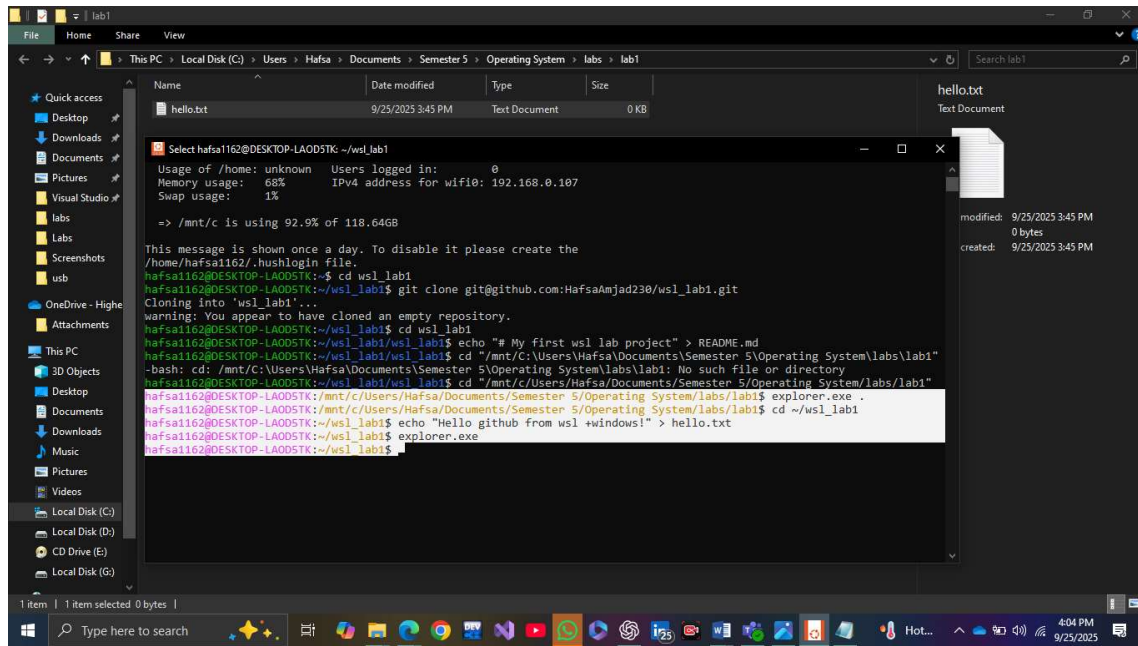 lab1
File Home Share View
This PC > Local Disk (C:) > Users > Hafsa > Documents > Semester 5 > Operating System > labs > lab1
Search lab1
Name Date modified Type Size
hello.txt 9/25/2025 3:45 PM Text Document 0 KB
Quick access
Desktop
Downloads
Documents
Pictures
Visual Studio
labs
Labs
Screenshots
usb
OneDrive - Highe
Attachments
This PC
3D Objects
Desktop
Documents
Downloads
Music
Pictures
Videos
Local Disk (C:)
Local Disk (D:)
CD Drive (E:)
Local Disk (G:)
hello.txt
Text Document
modified: 9/25/2025 3:45 PM
0 bytes
created: 9/25/2025 3:45 PM
Select hafsa1162@DESKTOP-LAOD5TK: ~/wsl_lab1
Usage of /home: unknown Users logged in: 0
Memory usage: 68% IPv4 address for wifi0: 192.168.0.107
Swap usage: 1%
=> /mnt/c is using 92.9% of 118.64GB
This message is shown once a day. To disable it please create the
/home/hafsa1162/.hushlogin file.
hafsa1162@DESKTOP-LAOD5TK:~$ cd wsl_lab1
hafsa1162@DESKTOP-LAOD5TK:~/wsl_lab1$ git clone git@github.com:HafsaAmjad230/wsl_lab1.git
Cloning into 'wsl_lab1'...
warning: You appear to have cloned an empty repository.
hafsa1162@DESKTOP-LAOD5TK:~/wsl_lab1$ cd wsl_lab1
hafsa1162@DESKTOP-LAOD5TK:~/wsl_lab1/wsl_lab1$ echo "# My first wsl lab project" > README.md
hafsa1162@DESKTOP-LAOD5TK:~/wsl_lab1/wsl_lab1$ cd "/mnt/C:\Users\Hafsa\Documents\Semester 5\Operating System\labs\lab1"
-bash: cd: /mnt/C:\Users\Hafsa\Documents\Semester 5\Operating System\labs\lab1: No such file or directory
hafsa1162@DESKTOP-LAOD5TK:~/wsl_lab1/wsl_lab1$ cd "/mnt/c/Users/Hafsa/Documents/Semester 5/Operating System/labs/lab1"
hafsa1162@DESKTOP-LAOD5TK:/mnt/c/Users/Hafsa/Documents/Semester 5/Operating System/labs/lab1$ explorer.exe .
hafsa1162@DESKTOP-LAOD5TK:/mnt/c/Users/Hafsa/Documents/Semester 5/Operating System/labs/lab1$ cd ~/wsl_lab1
hafsa1162@DESKTOP-LAOD5TK:~/wsl_lab1$ echo "Hello github from wsl +windows!" > hello.txt
hafsa1162@DESKTOP-LAOD5TK:~/wsl_lab1$ explorer.exe
hafsa1162@DESKTOP-LAOD5TK:~/wsl_lab1$
1 item 1 item selected 0 bytes
Type here to search
Hot...
4:04 PM
9/25/2025